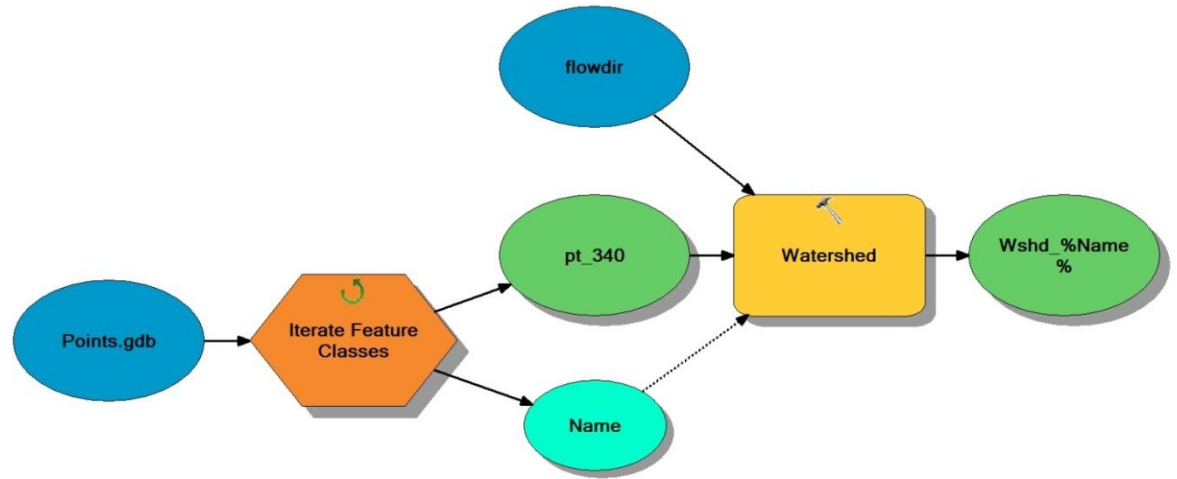 flowdir
pt_340
Watershed
Wshd_%Name
%
Points.gdb
Iterate Feature
Classes
Name